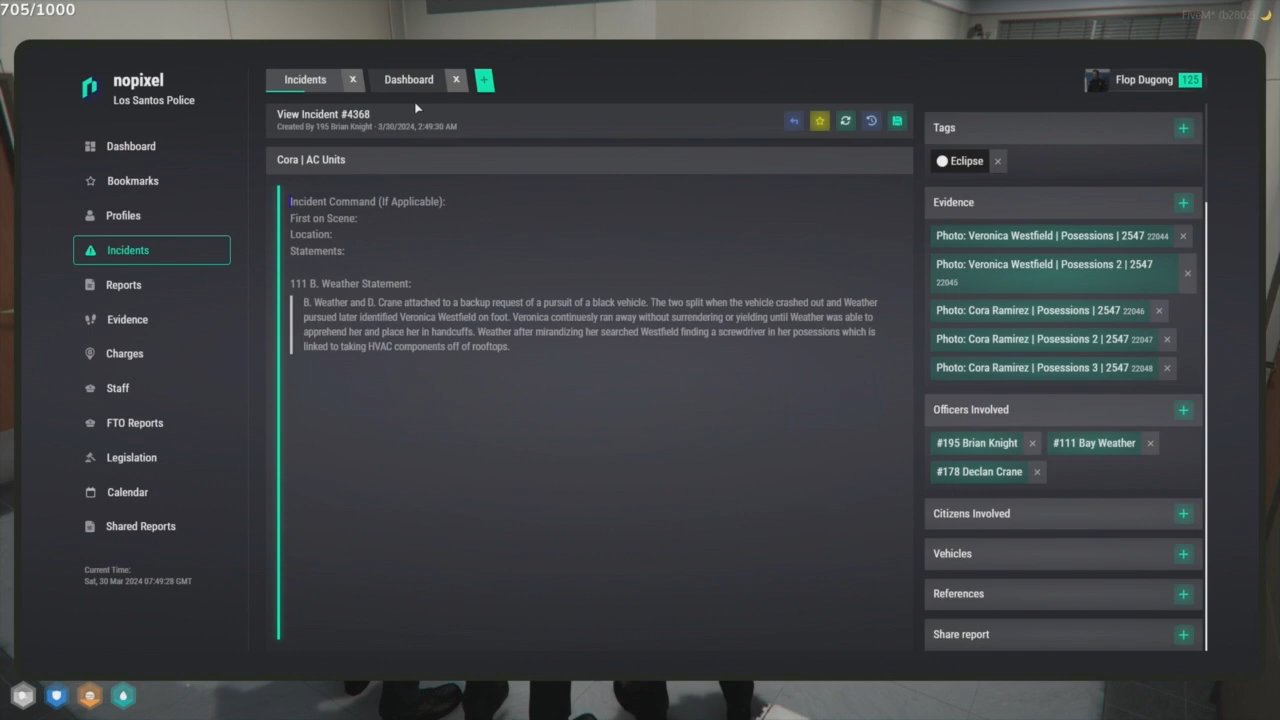 705/1000
FiveM* (b2802)
nopixel
Los Santos Police
Incidents
Dashboard
Flop Dugong 125
Dashboard
Bookmarks
Profiles
Incidents
Reports
Evidence
Charges
Staff
FTO Reports
Legislation
Calendar
Shared Reports
Current Time:
Sat, 30 Mar 2024 07:49:28 GMT
View Incident #4368
Created By 195 Brian Knight - 3/30/2024, 2:49:30 AM
Cora | AC Units
Incident Command (If Applicable):
First on Scene:
Location:
Statements:
111 B. Weather Statement:
B. Weather and D. Crane attached to a backup request of a pursuit of a black vehicle. The two split when the vehicle crashed out and Weather
pursued later identified Veronica Westfield on foot. Veronica continuesly ran away without surrendering or yielding until Weather was able to
apprehend her and place her in handcuffs. Weather after mirandizing her searched Westfield finding a screwdriver in her posessions which is
linked to taking HVAC components off of rooftops.
Tags
Eclipse
Evidence
Photo: Veronica Westfield | Posessions | 2547 22044
Photo: Veronica Westfield | Posessions 2 | 2547
22045
Photo: Cora Ramirez | Posessions | 2547 22046
Photo: Cora Ramirez | Posessions 2 | 2547 22047
Photo: Cora Ramirez | Posessions 3 | 2547 22048
Officers Involved
#195 Brian Knight
#111 Bay Weather
#178 Declan Crane
Citizens Involved
Vehicles
References
Share report